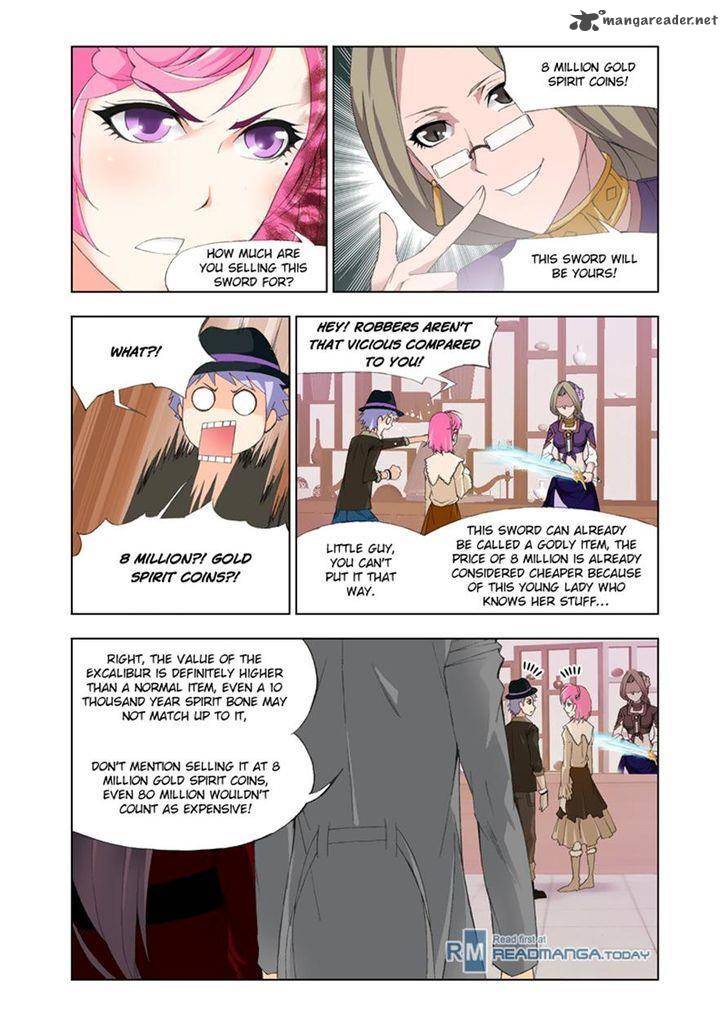 mangareader.net
8 MILLION GOLD
SPIRIT COINS!
HOW MUCH ARE
YOU SELLING THIS
SWORD FOR?
THIS SWORD WILL
BE YOURS!
WHAT?!
8 MILLION?! GOLD
SPIRIT COINS?!
HEY! ROBBERS AREN'T
THAT VICIOUS COMPARED
TO YOU!
LITTLE GUY,
YOU CAN'T
PUT IT THAT
WAY.
THIS SWORD CAN ALREADY
BE CALLED A GODLY ITEM, THE
PRICE OF 8 MILLION IS ALREADY
CONSIDERED CHEAPER BECAUSE
OF THIS YOUNG LADY WHO
KNOWS HER STUFF...
RIGHT, THE VALUE OF THE
EXCALIBUR IS DEFINITELY HIGHER
THAN A NORMAL ITEM, EVEN A 10
THOUSAND YEAR SPIRIT BONE MAY
NOT MATCH UP TO IT,
DON'T MENTION SELLING IT AT 8
MILLION GOLD SPIRIT COINS,
EVEN 80 MILLION WOULDN'T
COUNT AS EXPENSIVE!
RM
Read first at
READMANGA.TODAY